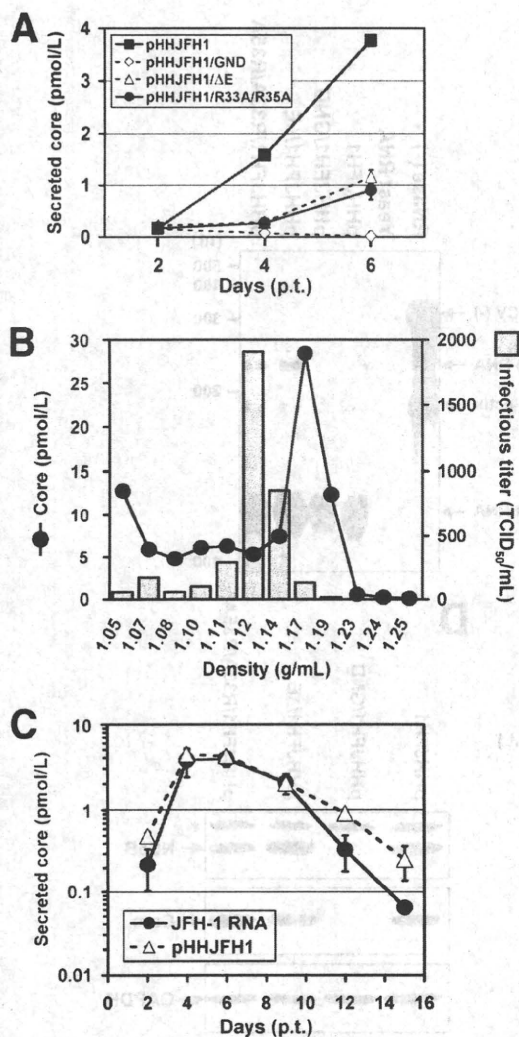 A
Secreted core (pmol/L)
4
3
2
1
0
pHHJFH1
pHHJFH1/GND
pHHJFH1/ΔE
pHHJFH1/R33A/R35A
2 4 6
Days (p.t.)
B
Core (pmol/L)
30
25
20
15
10
5
0
2000
1500
1000
500
0
Infectious titer (TCID50/mL)
1.05 1.07 1.08 1.10 1.11 1.12 1.14 1.17 1.19 1.23 1.24 1.25
Density (g/mL)
C
Secreted core (pmol/L)
10
1
0.1
0.01
JFH-1 RNA
pHHJFH1
0 2 4 6 8 10 12 14 16
Days (p.t.)